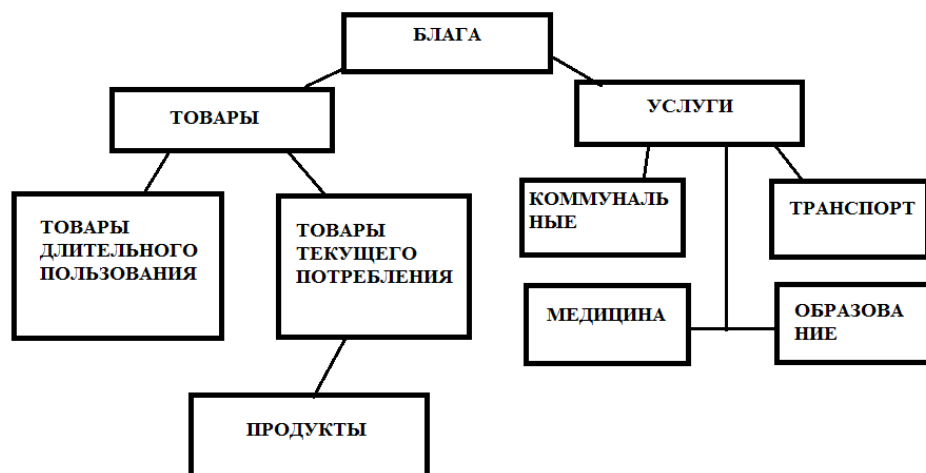 БЛАГА
ТОВАРЫ
УСЛУГИ
ТОВАРЫ
ДЛИТЕЛЬНОГО
ПОЛЬЗОВАНИЯ
ТОВАРЫ
ТЕКУЩЕГО
ПОТРЕБЛЕНИЯ
КОММУНАЛЬ
НЫЕ
ТРАНСПОРТ
МЕДИЦИНА
ОБРАЗОВА
НИЕ
ПРОДУКТЫ